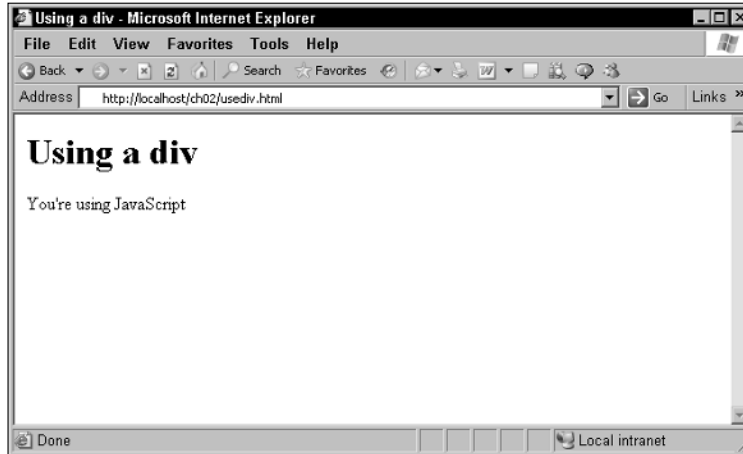 Using a div - Microsoft Internet Explorer
File Edit View Favorites Tools Help
Back Search Favorites
Address http://localhost/ch02/usediv.html Go Links »
Using a div
You're using JavaScript
Done Local intranet